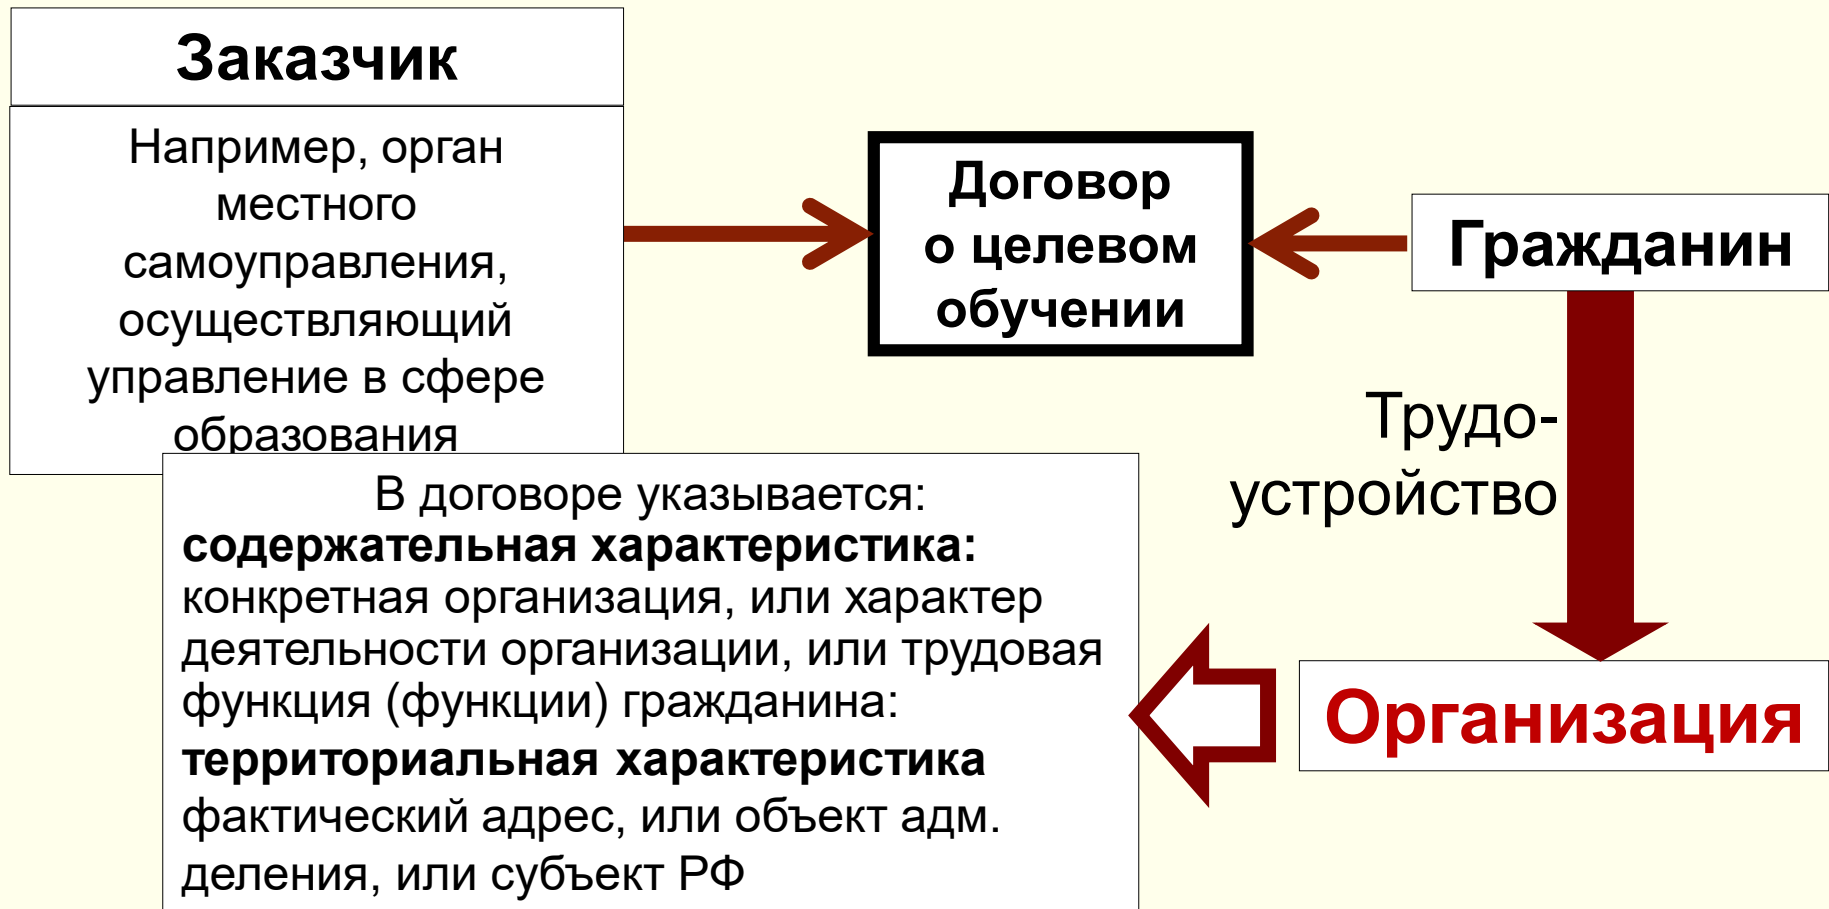 Заказчик
Например, орган
местного
самоуправления,
осуществляющий
управление в сфере
образования
Договор
о целевом
обучении
Гражданин
Трудо-
устройство
Организация
В договоре указывается:
содержательная характеристика:
конкретная организация, или характер
деятельности организации, или трудовая
функция (функции) гражданина:
территориальная характеристика
фактический адрес, или объект адм.
деления, или субъект РФ